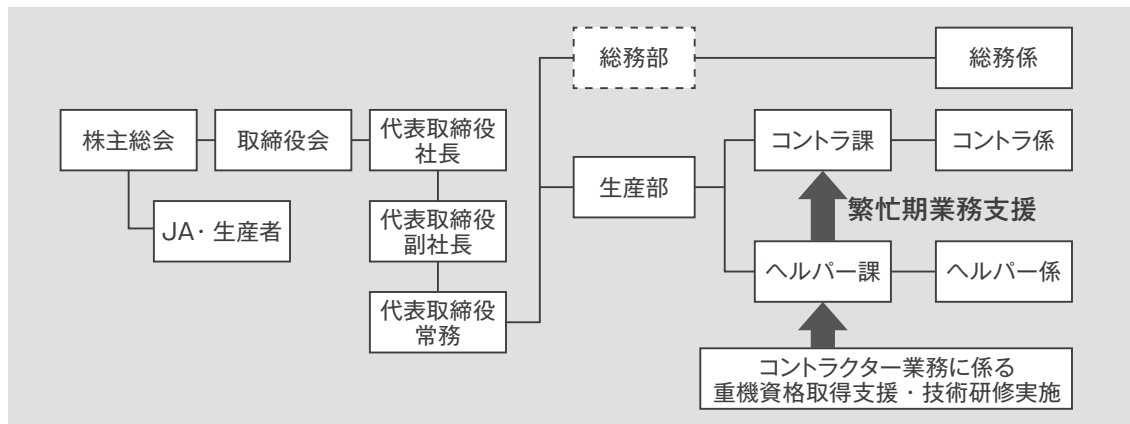 総務部
総務係
株主総会
取締役会
代表取締役
社長
コントラ課
コントラ係
生産部
繁忙期業務支援
JA・生産者
代表取締役
副社長
ヘルパー課
ヘルパー係
代表取締役
常務
コントラクター業務に係る
重機資格取得支援・技術研修実施